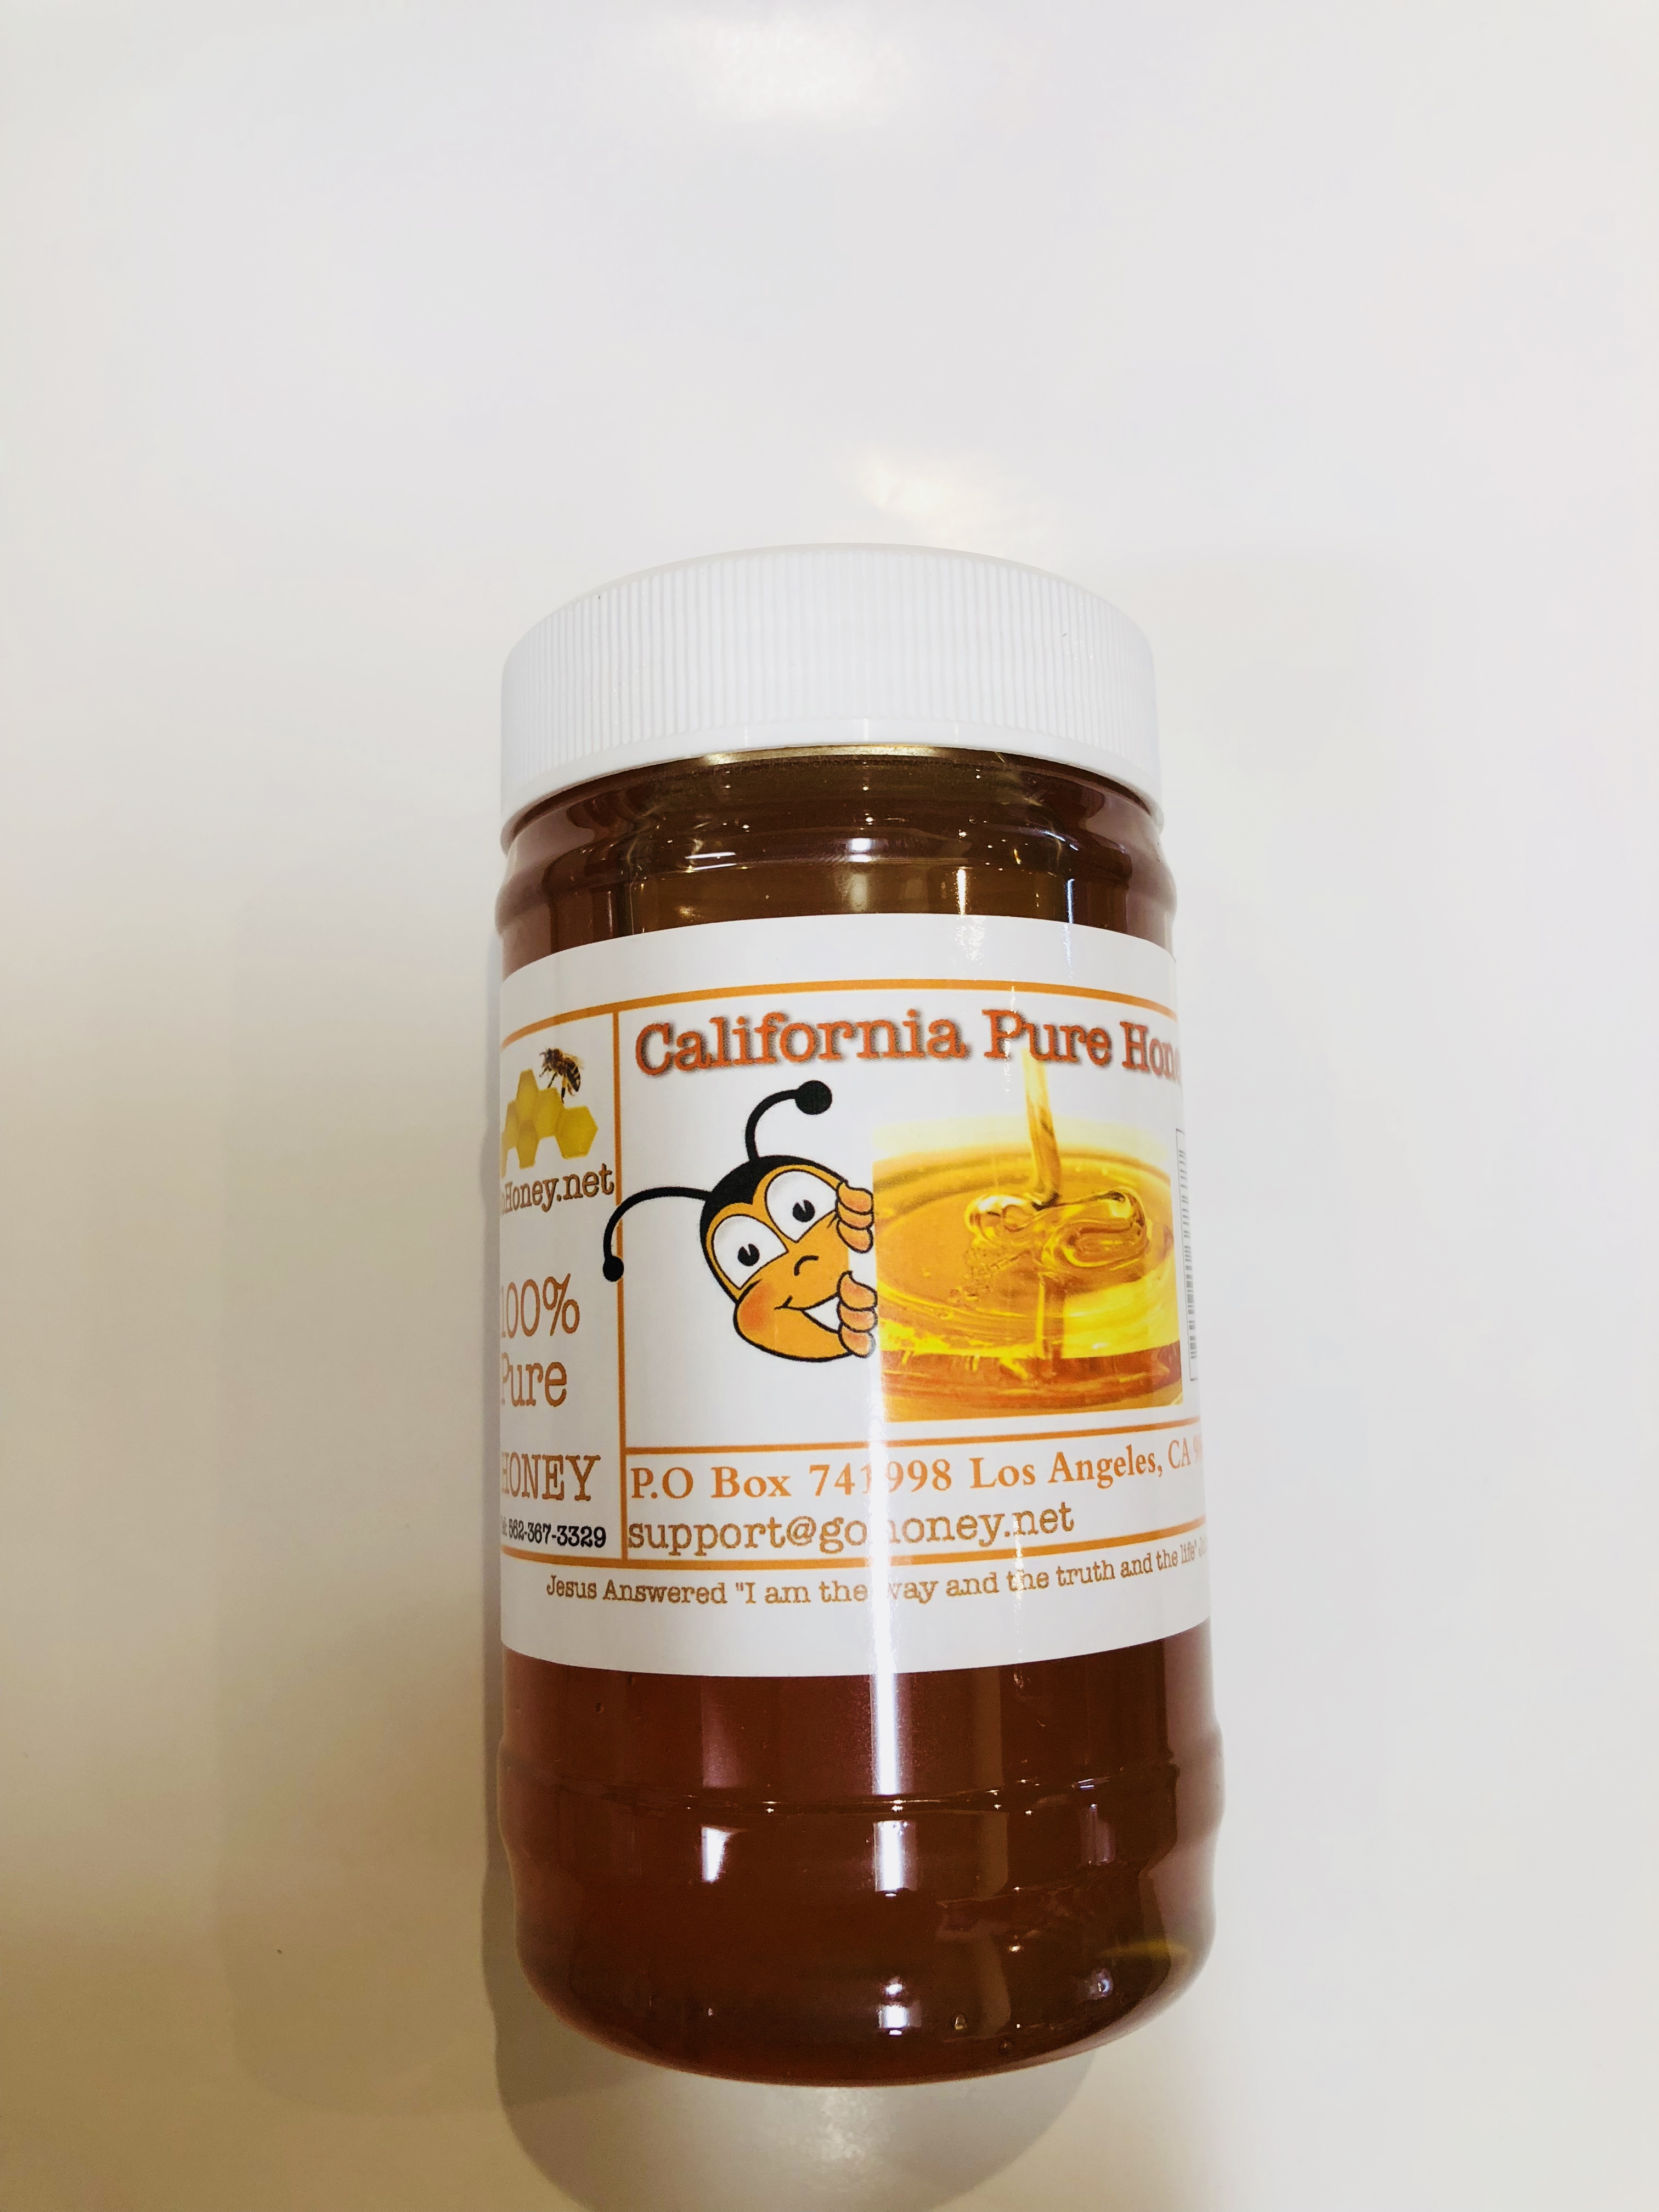 California Pure Hon
Honey.net
100%
Pure
HONEY
562-367-3329
P.O Box 741998 Los Angeles, CA
support@gohoney.net
Jesus Answered "I am the way and the truth and the life"